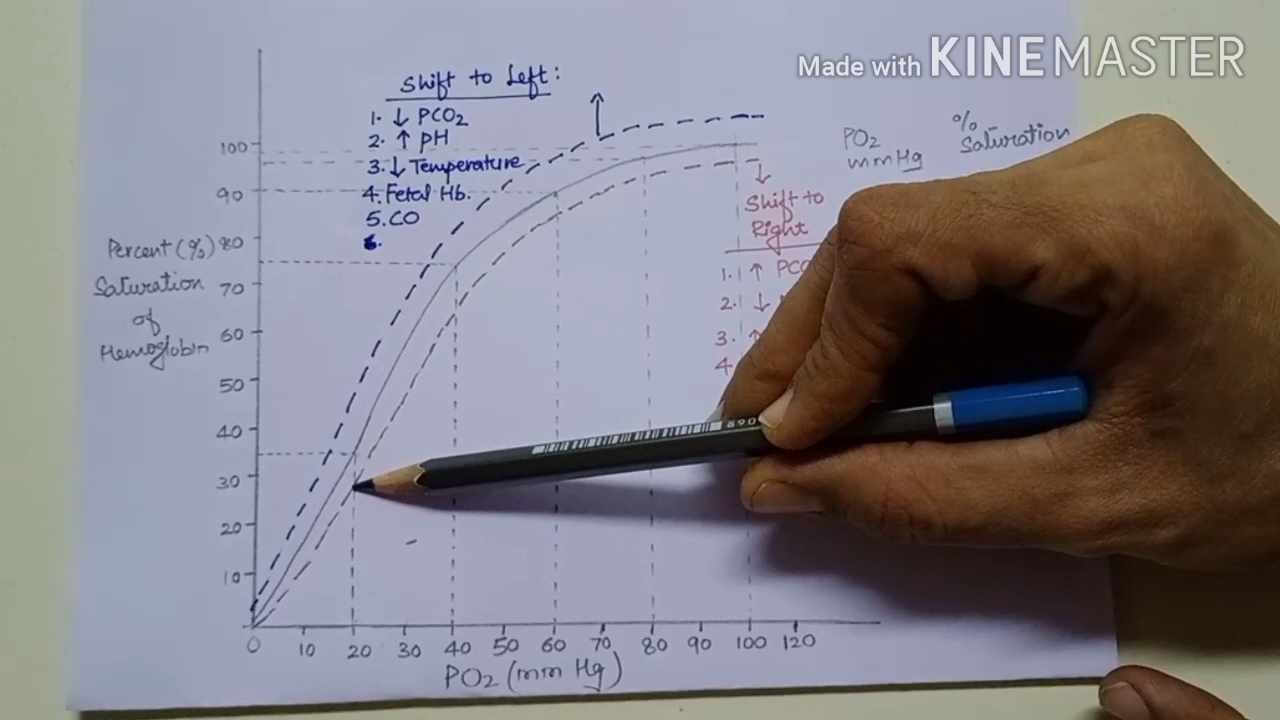 Made with KINEMASTER
Shift to Left:
1. ↓ PCO2
2. ↑ pH
3. ↓ Temperature
4. Fetal Hb.
5. CO
6.
PO2
mmHg
%
Saturation
Shift to
Right
1. ↑ PCO
2. ↓
3. ↑
4
Percent (%)
Saturation
of
Hemoglobin
100
90
80
70
60
50
40
30
20
10
0 10 20 30 40 50 60 70 80 90 100 120
PO2 (mm Hg)
890